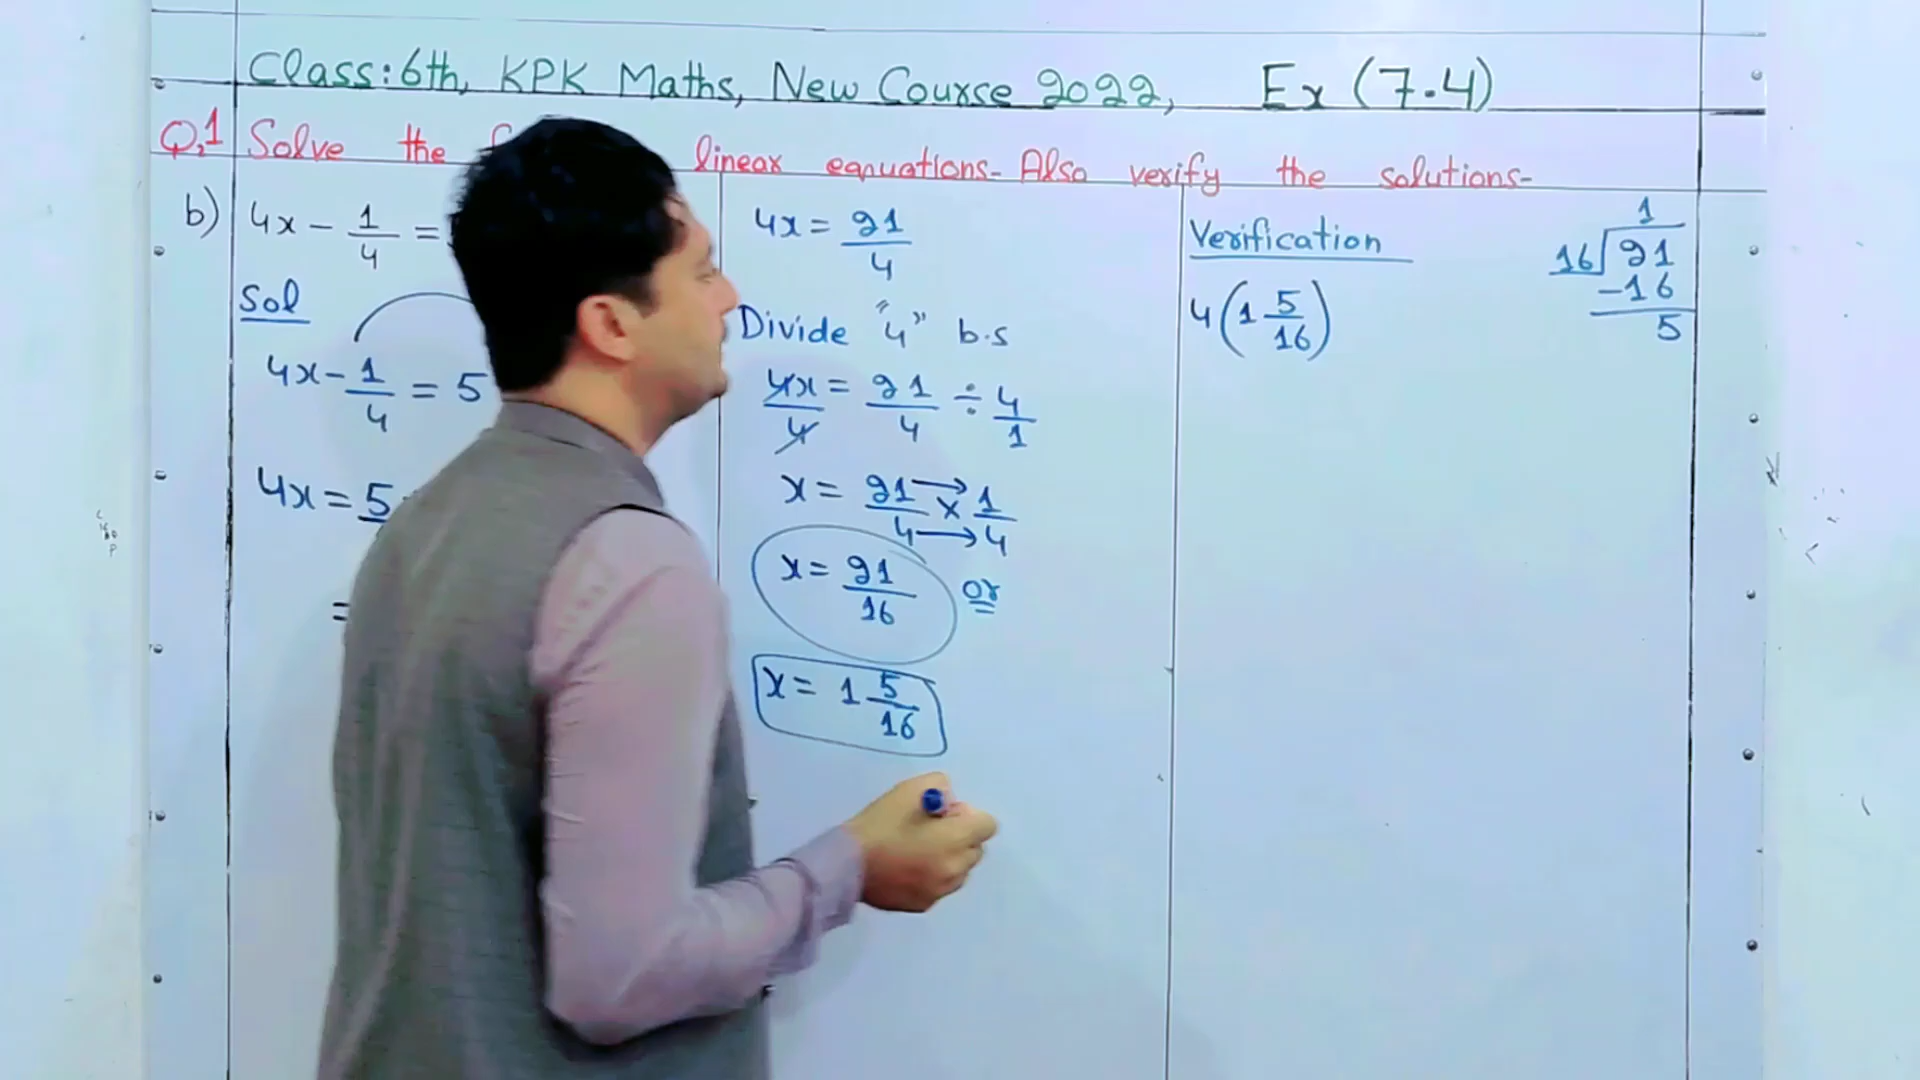 Class: 6th, KPK Maths, New Course 2022, Ex (7.4)
Q.1 Solve the linear equations- Also verify the solutions-
b) 4x - 1/4 =
Sol
4x - 1/4 = 5
4x = 5
=
4x = 21/4
Divide "4" b.s
4x/4 = 21/4 ÷ 4/1
x = 21/4 × 1/4
x = 21/16 or
x = 1 5/16
Verification
4(1 5/16)
1
16 21
-16
5